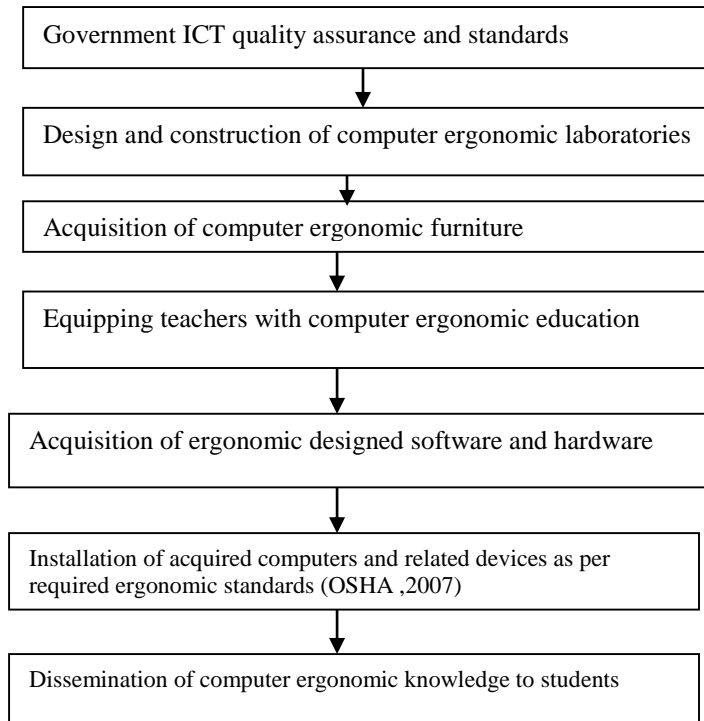 Government ICT quality assurance and standards
Design and construction of computer ergonomic laboratories
Acquisition of computer ergonomic furniture
Equipping teachers with computer ergonomic education
Acquisition of ergonomic designed software and hardware
Installation of acquired computers and related devices as per
required ergonomic standards (OSHA ,2007)
Dissemination of computer ergonomic knowledge to students